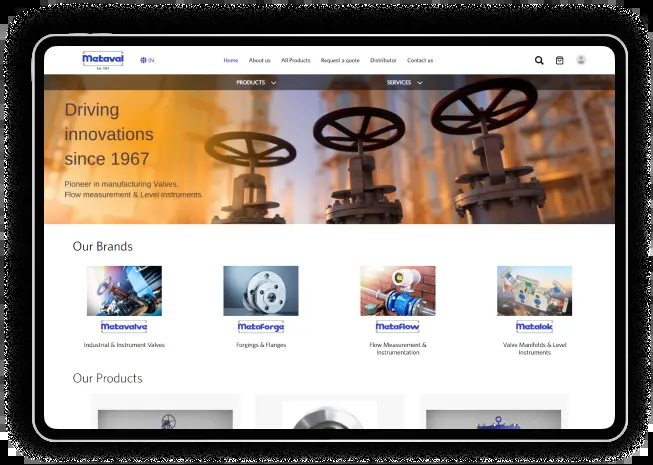 Metaval
Est. 1967
IN
Home About us All Products Request a quote Distributor Contact us
PRODUCTS SERVICES
Driving
innovations
since 1967
Pioneer in manufacturing Valves,
Flow measurement & Level instruments.
Our Brands
Metavalve
Metaforge
Metaflow
Metalok
Industrial & Instrument Valves
Forgings & Flanges
Flow Measurement &
Instrumentation
Valve Manifolds & Level
Instruments
Our Products